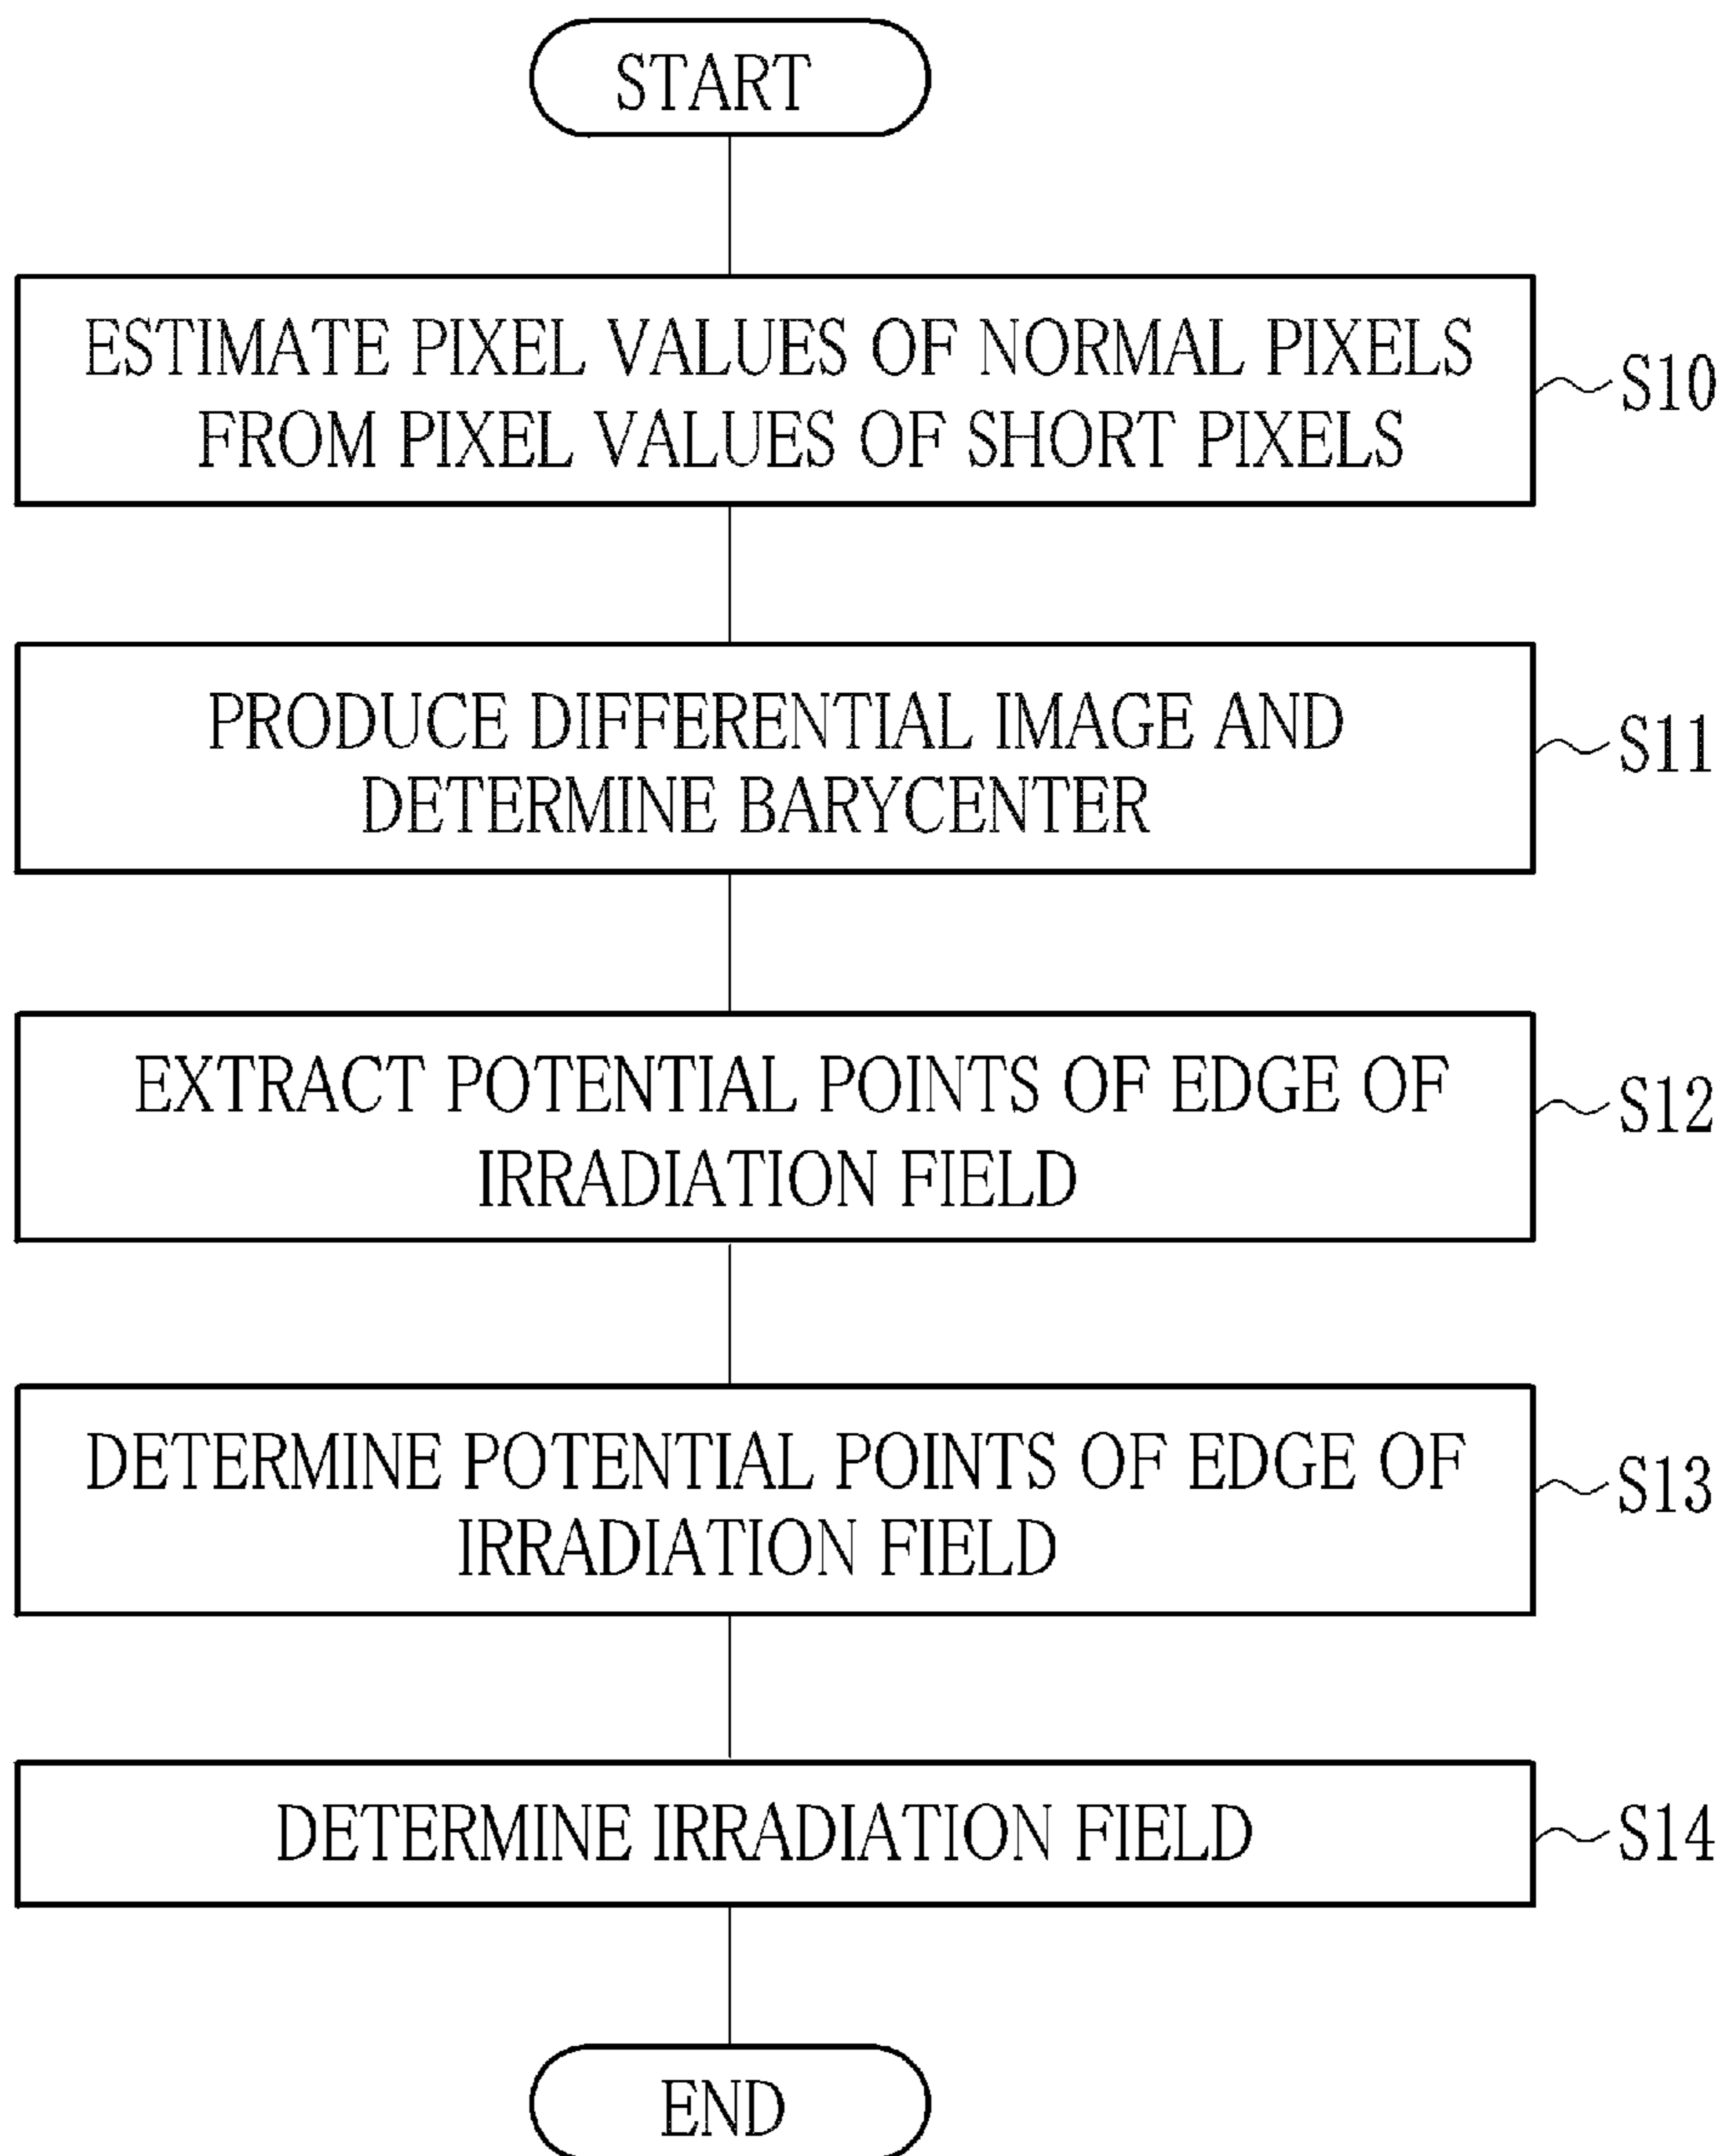 START
ESTIMATE PIXEL VALUES OF NORMAL PIXELS
FROM PIXEL VALUES OF SHORT PIXELS
S10
PRODUCE DIFFERENTIAL IMAGE AND
DETERMINE BARYCENTER
S11
EXTRACT POTENTIAL POINTS OF EDGE OF
IRRADIATION FIELD
S12
DETERMINE POTENTIAL POINTS OF EDGE OF
IRRADIATION FIELD
S13
DETERMINE IRRADIATION FIELD
S14
END